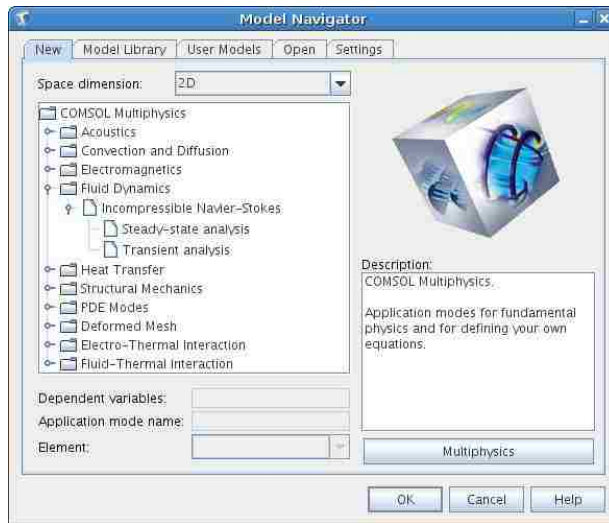 Model Navigator
New Model Library User Models Open Settings
Space dimension: 2D
COMSOL Multiphysics
Acoustics
Convection and Diffusion
Electromagnetics
Fluid Dynamics
Incompressible Navier-Stokes
Steady-state analysis
Transient analysis
Heat Transfer
Structural Mechanics
PDE Modes
Deformed Mesh
Electro-Thermal Interaction
Fluid-Thermal Interaction
Description:
COMSOL Multiphysics.
Application modes for fundamental
physics and for defining your own
equations.
Dependent variables:
Application mode name:
Element:
Multiphysics
OK Cancel Help